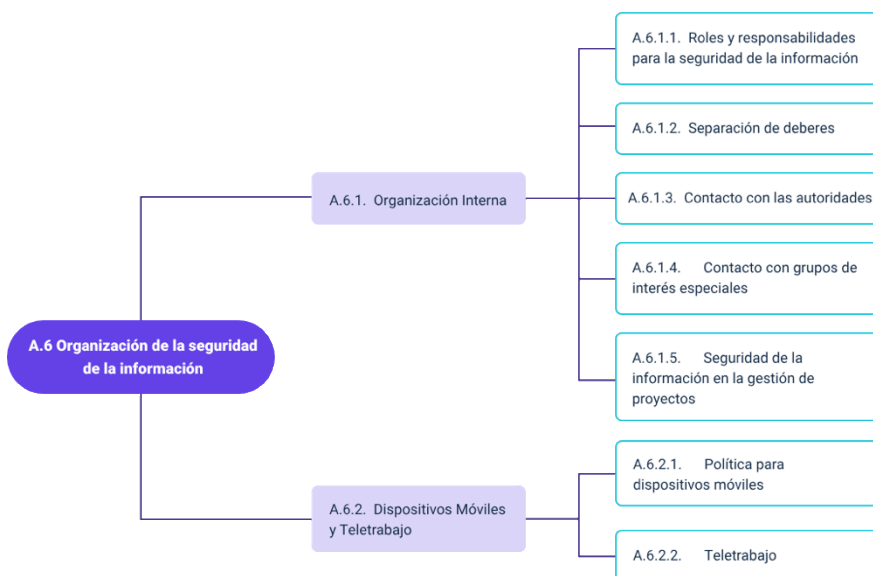 A.6 Organización de la seguridad
de la información
A.6.1. Organización Interna
A.6.1.1. Roles y responsabilidades
para la seguridad de la información
A.6.1.2. Separación de deberes
A.6.1.3. Contacto con las autoridades
A.6.1.4. Contacto con grupos de
interés especiales
A.6.1.5. Seguridad de la
información en la gestión de
proyectos
A.6.2. Dispositivos Móviles
y Teletrabajo
A.6.2.1. Política para
dispositivos móviles
A.6.2.2. Teletrabajo